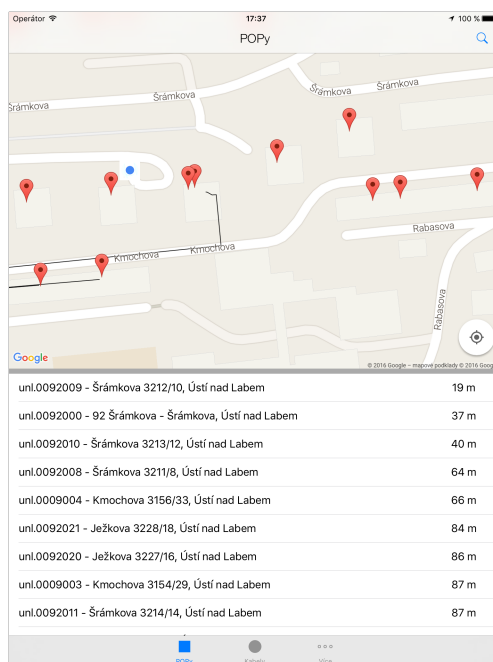 Operátor 17:37 100 %
POPy
Šrámkova
Šrámkova
Šrámkova
Šrámkova
Rabasova
Kmochova
Kmochova
Rabasova
Google
© 2016 Google – mapové podklady © 2016
unl.0092009 - Šrámkova 3212/10, Ústí nad Labem 19 m
unl.0092000 - 92 Šrámkova - Šrámkova, Ústí nad Labem 37 m
unl.0092010 - Šrámkova 3213/12, Ústí nad Labem 40 m
unl.0092008 - Šrámkova 3211/8, Ústí nad Labem 64 m
unl.0009004 - Kmochova 3156/33, Ústí nad Labem 66 m
unl.0092021 - Ježkova 3228/18, Ústí nad Labem 84 m
unl.0092020 - Ježkova 3227/16, Ústí nad Labem 86 m
unl.0009003 - Kmochova 3154/29, Ústí nad Labem 87 m
unl.0092011 - Šrámkova 3214/14, Ústí nad Labem 87 m
POPy Kabely Více